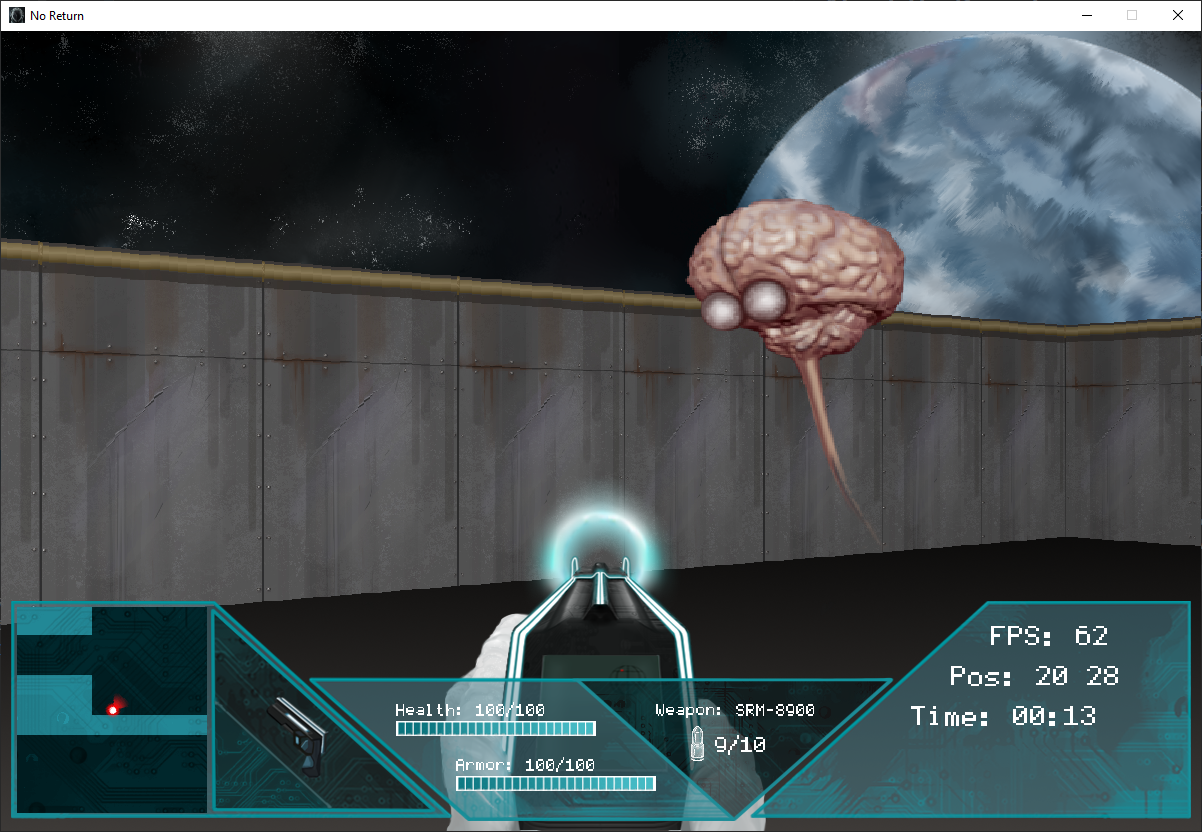 No Return
FPS: 62
Pos: 20 28
Time: 00:13
Health: 100/100
Weapon: SRM-8900
9/10
Armor: 100/100